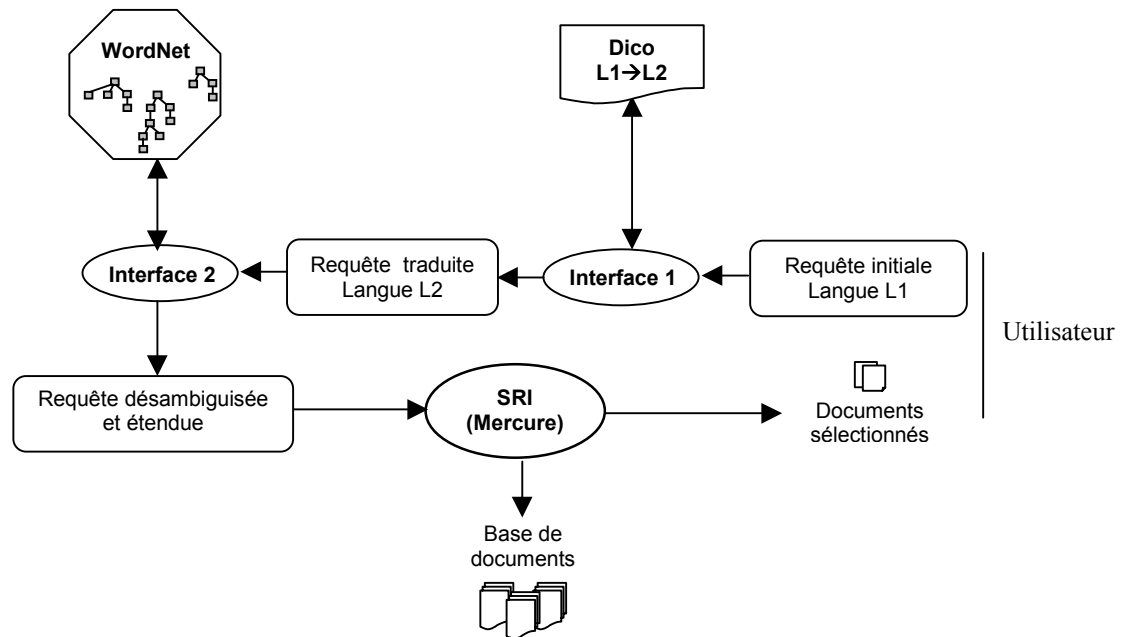 WordNet
Dico
L1→L2
Interface 2
Requête traduite
Langue L2
Interface 1
Requête initiale
Langue L1
Utilisateur
Requête désambiguisée
et étendue
SRI
(Mercure)
Documents
sélectionnés
Base de
documents